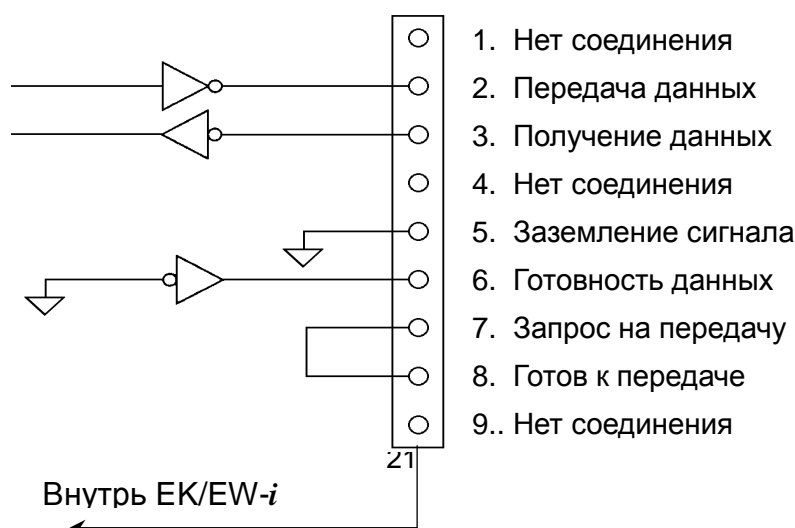 1. Нет соединения
2. Передача данных
3. Получение данных
4. Нет соединения
5. Заземление сигнала
6. Готовность данных
7. Запрос на передачу
8. Готов к передаче
9.. Нет соединения
21
Внутрь EK/EW-i